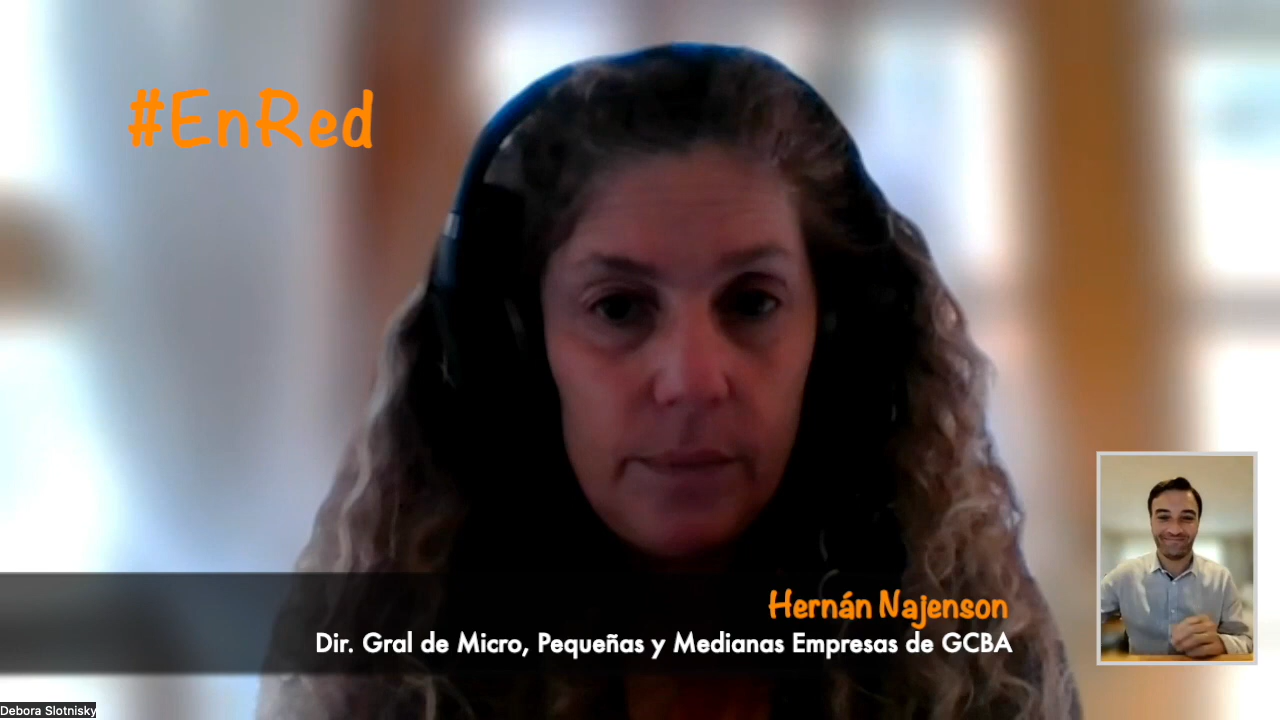 #EnRed
Hernán Najenson
Dir. Gral de Micro, Pequeñas y Medianas Empresas de GCBA
Debora Slotnisky